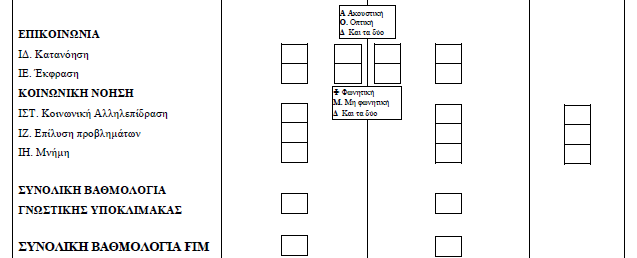 Α Ακουστική
Ο. Οπτική
Δ Και τα δύο
ΕΠΙΚΟΙΝΩΝΙΑ
ΙΔ. Κατανόηση
ΙΕ. Έκφραση
ΚΟΙΝΩΝΙΚΗ ΝΟΗΣΗ
Φ Φωνητική
Μ. Μη φωνητική
Δ Και τα δύο
ΙΣΤ. Κοινωνική Αλληλεπίδραση
ΙΖ. Επίλυση προβλημάτων
ΙΗ. Μνήμη
ΣΥΝΟΛΙΚΗ ΒΑΘΜΟΛΟΓΙΑ
ΓΝΩΣΤΙΚΗΣ ΥΠΟΚΛΙΜΑΚΑΣ
ΣΥΝΟΛΙΚΗ ΒΑΘΜΟΛΟΓΙΑ FIM